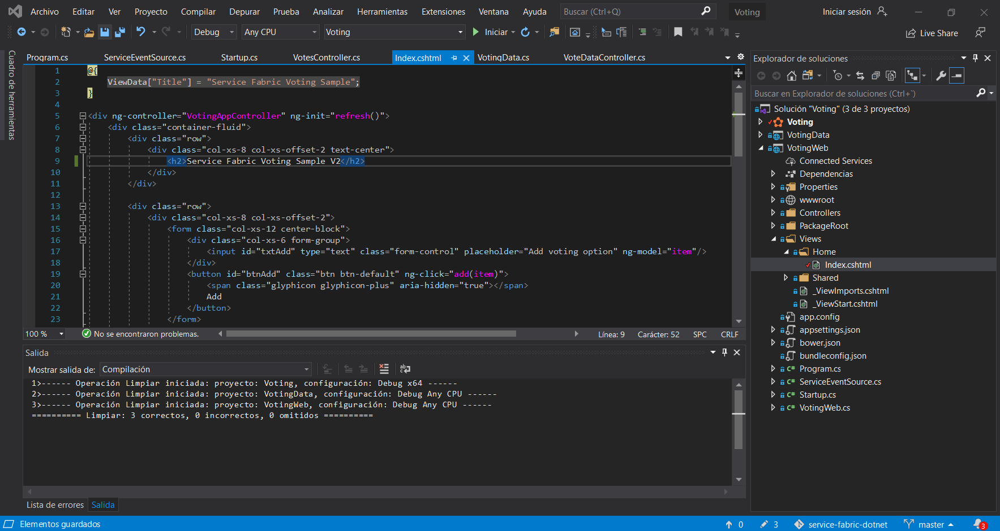 Archivo Editar Ver Proyecto Compilar Depurar Prueba Analizar Herramientas Extensiones Ventana Ayuda Buscar (Ctrl+Q) Voting Iniciar sesión
Debug Any CPU Voting Iniciar Live Share
Cuadro de herramientas
Program.cs ServiceEventSource.cs Startup.cs VotesController.cs Index.cshtml VotingData.cs VoteDataController.cs
1 @{
2 ViewData["Title"] = "Service Fabric Voting Sample";
3 }
4
5 <div ng-controller="VotingAppController" ng-init="refresh()">
6 <div class="container-fluid">
7 <div class="row">
8 <div class="col-xs-8 col-xs-offset-2 text-center">
9 <h2>Service Fabric Voting Sample V2</h2>
10 </div>
11 </div>
12
13 <div class="row">
14 <div class="col-xs-8 col-xs-offset-2">
15 <form class="col-xs-12 center-block">
16 <div class="col-xs-6 form-group">
17 <input id="txtAdd" type="text" class="form-control" placeholder="Add voting option" ng-model="item"/>
18 </div>
19 <button id="btnAdd" class="btn btn-default" ng-click="add(item)">
20 <span class="glyphicon glyphicon-plus" aria-hidden="true"></span>
21 Add
22 </button>
23 </form>
100 % No se encontraron problemas. Línea: 9 Carácter: 52 SPC CRLF
Salida
Mostrar salida de: Compilación
1>------ Operación Limpiar iniciada: proyecto: Voting, configuración: Debug x64 ------
2>------ Operación Limpiar iniciada: proyecto: VotingData, configuración: Debug Any CPU ------
3>------ Operación Limpiar iniciada: proyecto: VotingWeb, configuración: Debug Any CPU ------
========== Limpiar: 3 correctos, 0 incorrectos, 0 omitidos ==========
Lista de errores Salida
Explorador de soluciones
Buscar en Explorador de soluciones (Ctrl+`)
Solución "Voting" (3 de 3 proyectos)
Voting
VotingData
VotingWeb
Connected Services
Dependencias
Properties
wwwroot
Controllers
PackageRoot
Views
Home
Index.cshtml
Shared
_ViewImports.cshtml
_ViewStart.cshtml
app.config
appsettings.json
bower.json
bundleconfig.json
C# Program.cs
C# ServiceEventSource.cs
C# Startup.cs
C# VotingWeb.cs
Elementos guardados 0 3 service-fabric-dotnet master 3